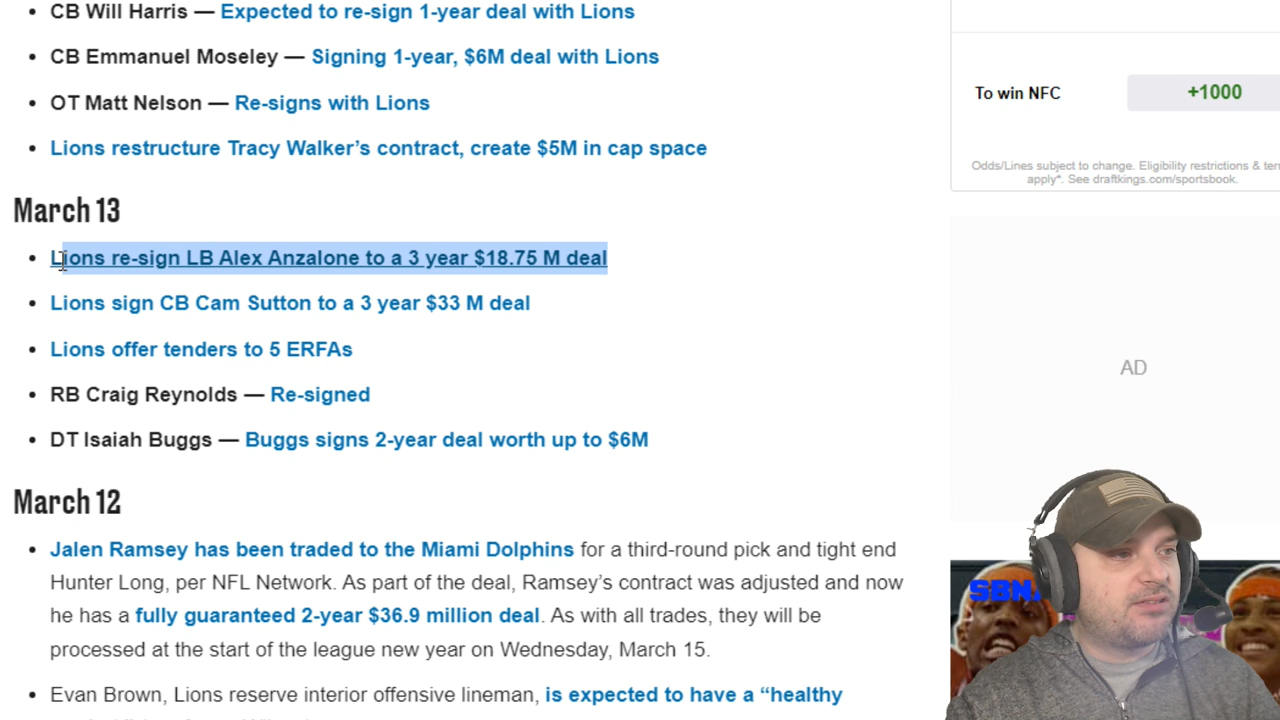 CB Will Harris — Expected to re-sign 1-year deal with Lions
CB Emmanuel Moseley — Signing 1-year, $6M deal with Lions
OT Matt Nelson — Re-signs with Lions
Lions restructure Tracy Walker's contract, create $5M in cap space
March 13
Lions re-sign LB Alex Anzalone to a 3 year $18.75 M deal
Lions sign CB Cam Sutton to a 3 year $33 M deal
Lions offer tenders to 5 ERFAs
RB Craig Reynolds — Re-signed
DT Isaiah Buggs — Buggs signs 2-year deal worth up to $6M
March 12
Jalen Ramsey has been traded to the Miami Dolphins for a third-round pick and tight end
Hunter Long, per NFL Network. As part of the deal, Ramsey's contract was adjusted and now
he has a fully guaranteed 2-year $36.9 million deal. As with all trades, they will be
processed at the start of the league new year on Wednesday, March 15.
Evan Brown, Lions reserve interior offensive lineman, is expected to have a “healthy
To win NFC
+1000
Odds/Lines subject to change. Eligibility restrictions &
apply*. See draftkings.com/sportsbook.
AD
SBN.